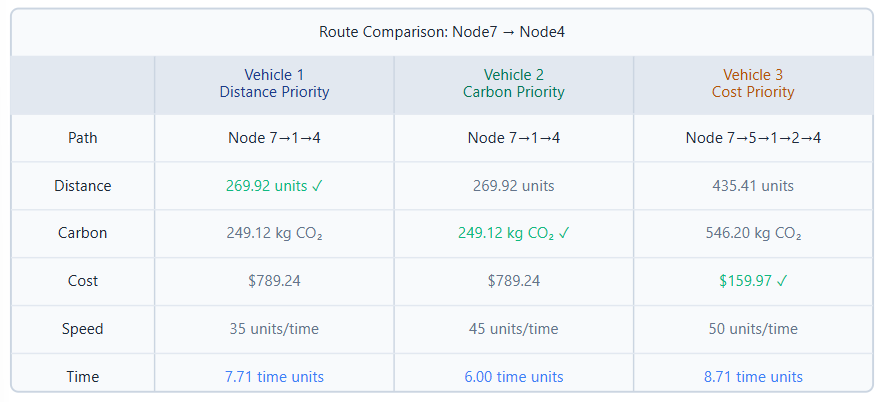 Route Comparison: Node7 → Node4
Vehicle 1
Distance Priority
Vehicle 2
Carbon Priority
Vehicle 3
Cost Priority
Path
Node 7→1→4
Node 7→1→4
Node 7→5→1→2→4
Distance
269.92 units ✓
269.92 units
435.41 units
Carbon
249.12 kg CO₂
249.12 kg CO₂ ✓
546.20 kg CO₂
Cost
$789.24
$789.24
$159.97 ✓
Speed
35 units/time
45 units/time
50 units/time
Time
7.71 time units
6.00 time units
8.71 time units